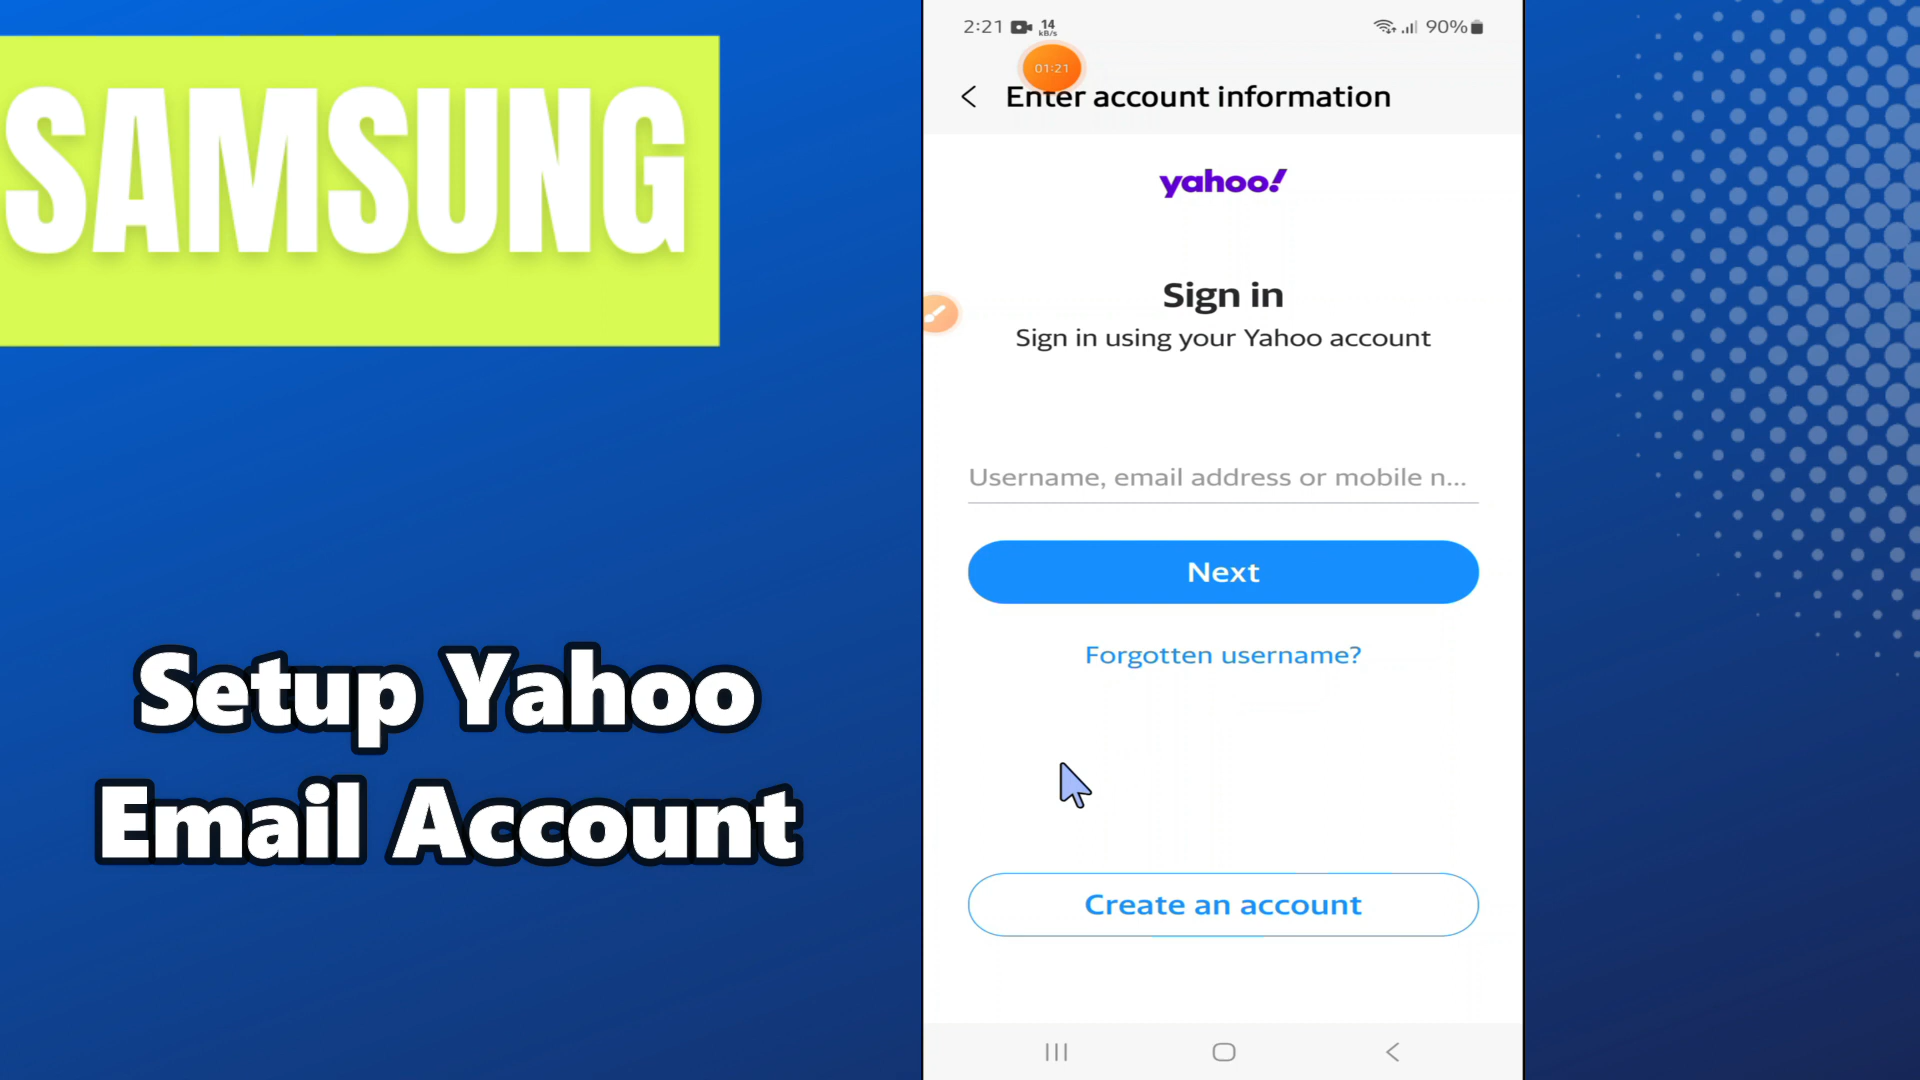 SAMSUNG
Setup Yahoo
Email Account
2:21 14 kB/s 90%
01:21
Enter account information
yahoo!
Sign in
Sign in using your Yahoo account
Username, email address or mobile n...
Next
Forgotten username?
Create an account